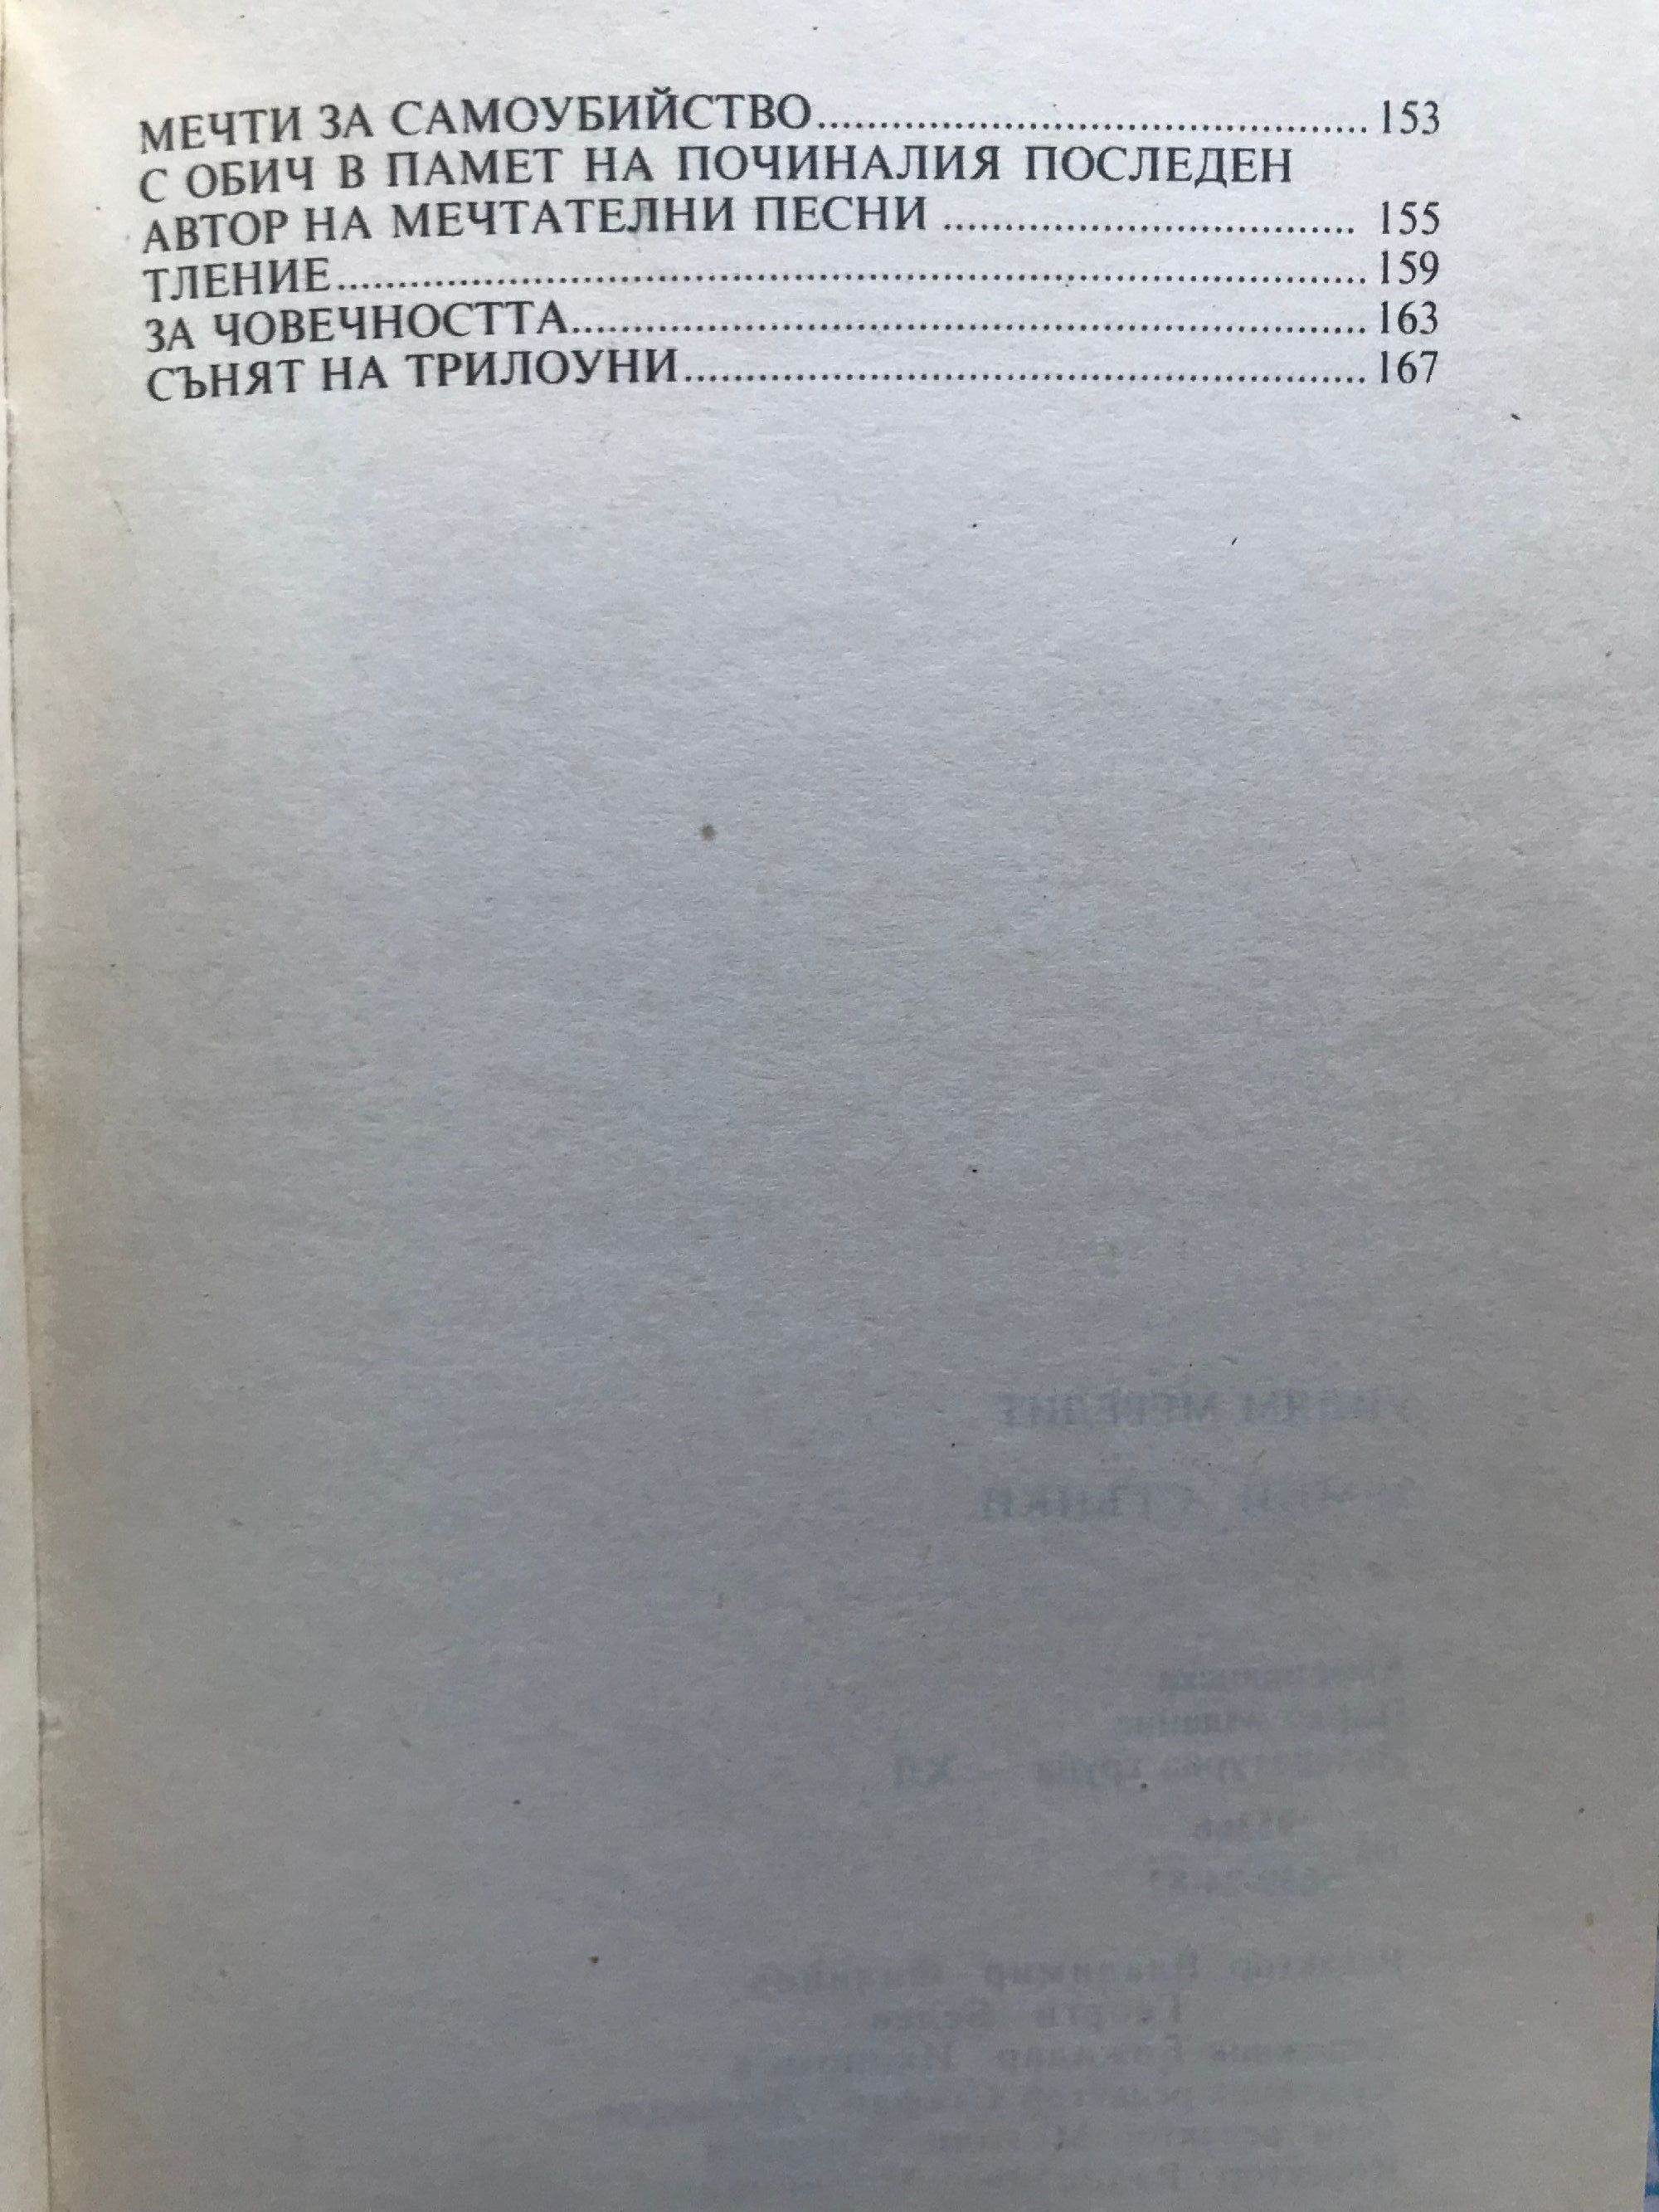 МЕЧТИ ЗА САМОУБИЙСТВО.......................................... 153
С ОБИЧ В ПАМЕТ НА ПОЧИНАЛИЯ ПОСЛЕДЕН
АВТОР НА МЕЧТАТЕЛНИ ПЕСНИ ................................ 155
ТЛЕНИЕ................................................................................ 159
ЗА ЧОВЕЧНОСТТА............................................................. 163
СЪНЯТ НА ТРИЛОУНИ.................................................... 167